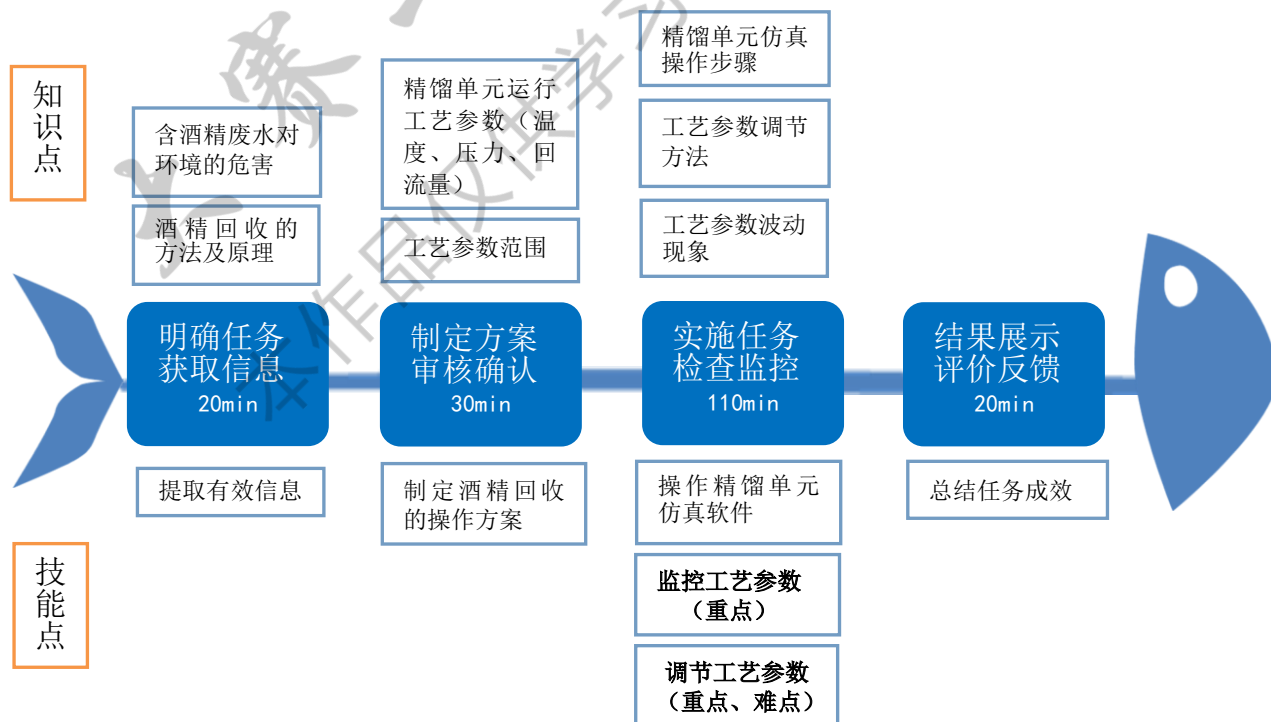 知
识
点
含酒精废水对
环境的危害
酒精回收的
方法及原理
精馏单元运行
工艺参数（温
度、压力、回
流量）
工艺参数范围
精馏单元仿真
操作步骤
工艺参数调节
方法
工艺参数波动
现象
明确任务
获取信息
20min
制定方案
审核确认
30min
实施任务
检查监控
110min
结果展示
评价反馈
20min
提取有效信息
制定酒精回收
的操作方案
操作精馏单元
仿真软件
监控工艺参数
（重点）
调节工艺参数
（重点、难点）
总结任务成效
技
能
点
本作品仅供学习